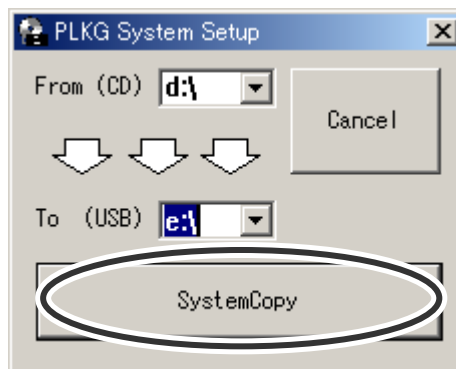 PLKG System Setup
From (CD) d:\
Cancel
To (USB) e:\
SystemCopy